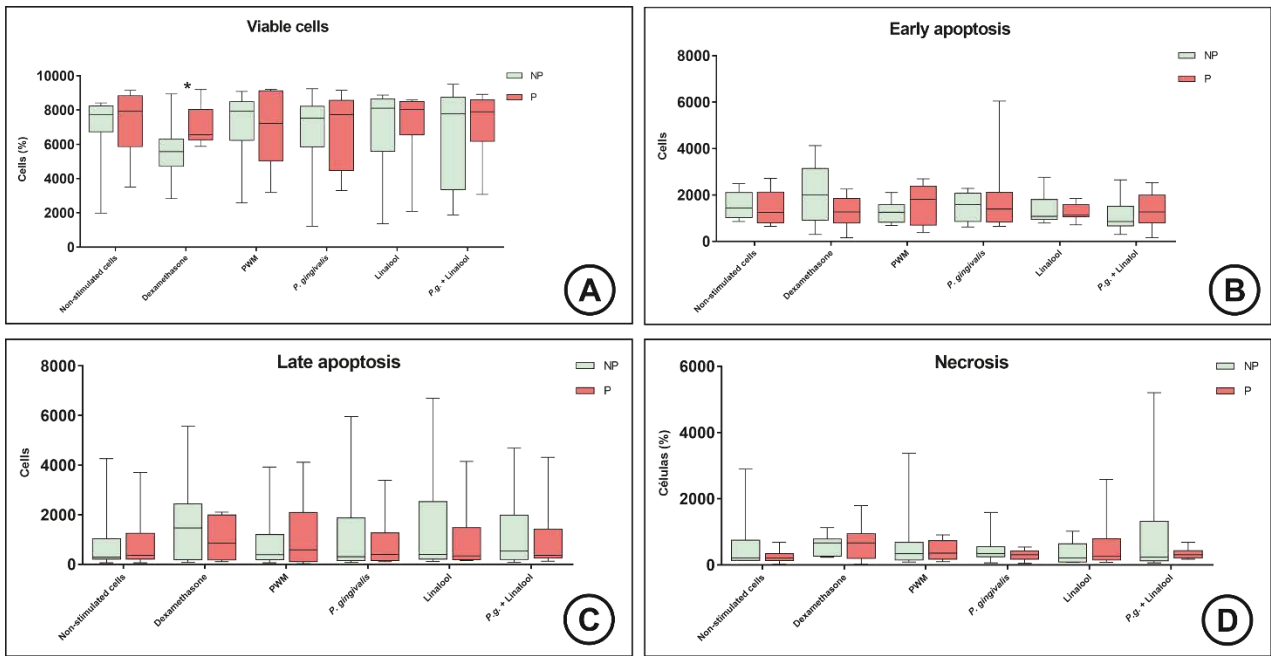 Viable cells
10000
8000
6000
4000
2000
0
Cells (%)
*
NP
P
Non-stimulated cells
Dexamethasone
PWM
P. gingivalis
Linalool
P.g. + Linalool
A
Early apoptosis
8000
6000
4000
2000
0
Cells
NP
P
Non-stimulated cells
Dexamethasone
PWM
P. gingivalis
Linalool
P.g. + Linalol
B
Late apoptosis
8000
6000
4000
2000
0
Cells
NP
P
Non-stimulated cells
Dexamethasone
PWM
P. gingivalis
Linalool
P.g. + Linalool
C
Necrosis
6000
4000
2000
0
Células (%)
NP
P
Non-stimulated cells
Dexamethasone
PWM
P. gingivalis
Linalool
P.g. + Linalool
D